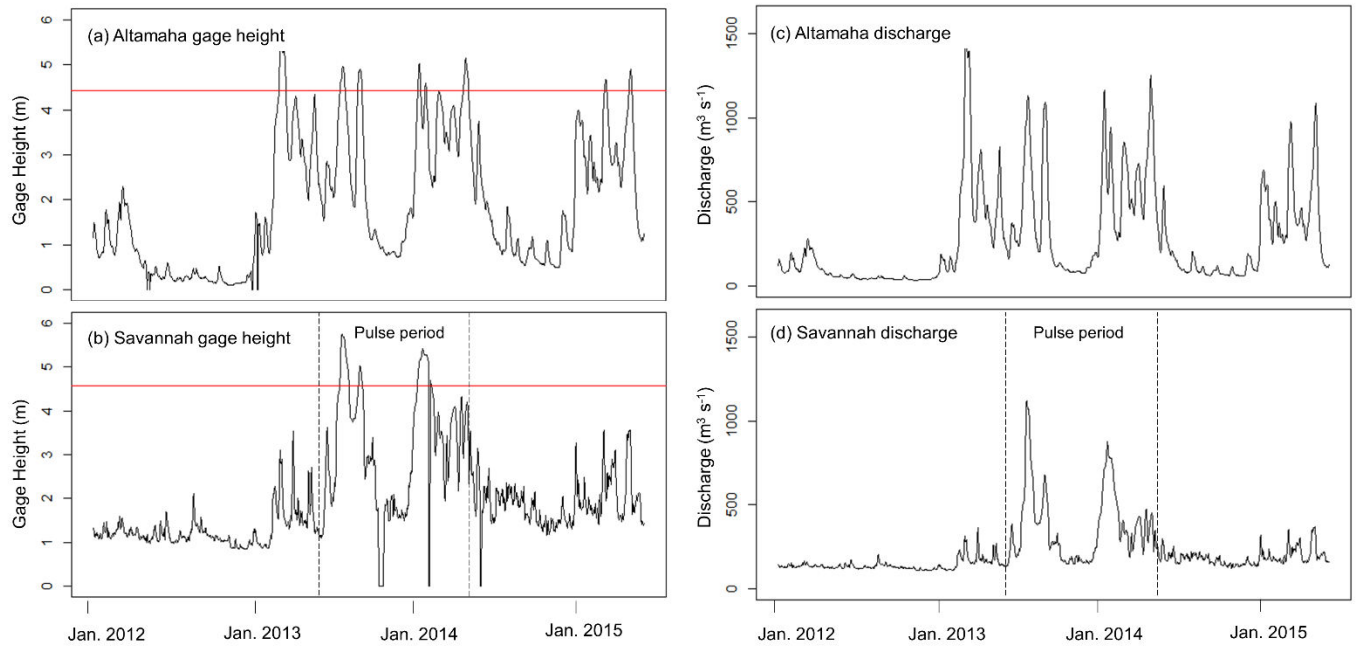 (a) Altamaha gage height
Gage Height (m)
6
5
4
3
2
1
0
(c) Altamaha discharge
Discharge (m³ s⁻¹)
1500
1000
500
0
(b) Savannah gage height
Pulse period
Gage Height (m)
6
5
4
3
2
1
0
Jan. 2012
Jan. 2013
Jan. 2014
Jan. 2015
(d) Savannah discharge
Pulse period
Discharge (m³ s⁻¹)
1500
1000
500
0
Jan. 2012
Jan. 2013
Jan. 2014
Jan. 2015